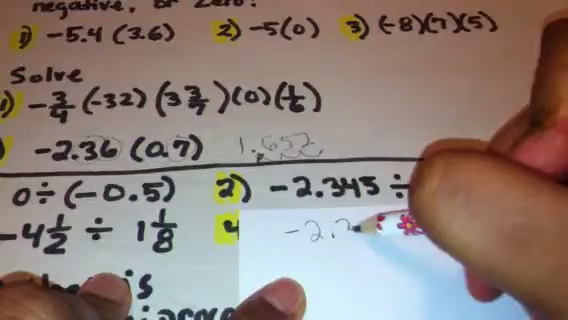 negative, or zero?
1) -5.4 (3.6) 2) -5(0) 3) (-8)(7)(5)
Solve
1) -3/4 (-32) (3 3/7)(0)(1/6)
-2.36 (0.7) 1.652
0÷(-0.5) 2) -2.345 ÷
-4 1/2 ÷ 1 1/8 4
-2.3
is